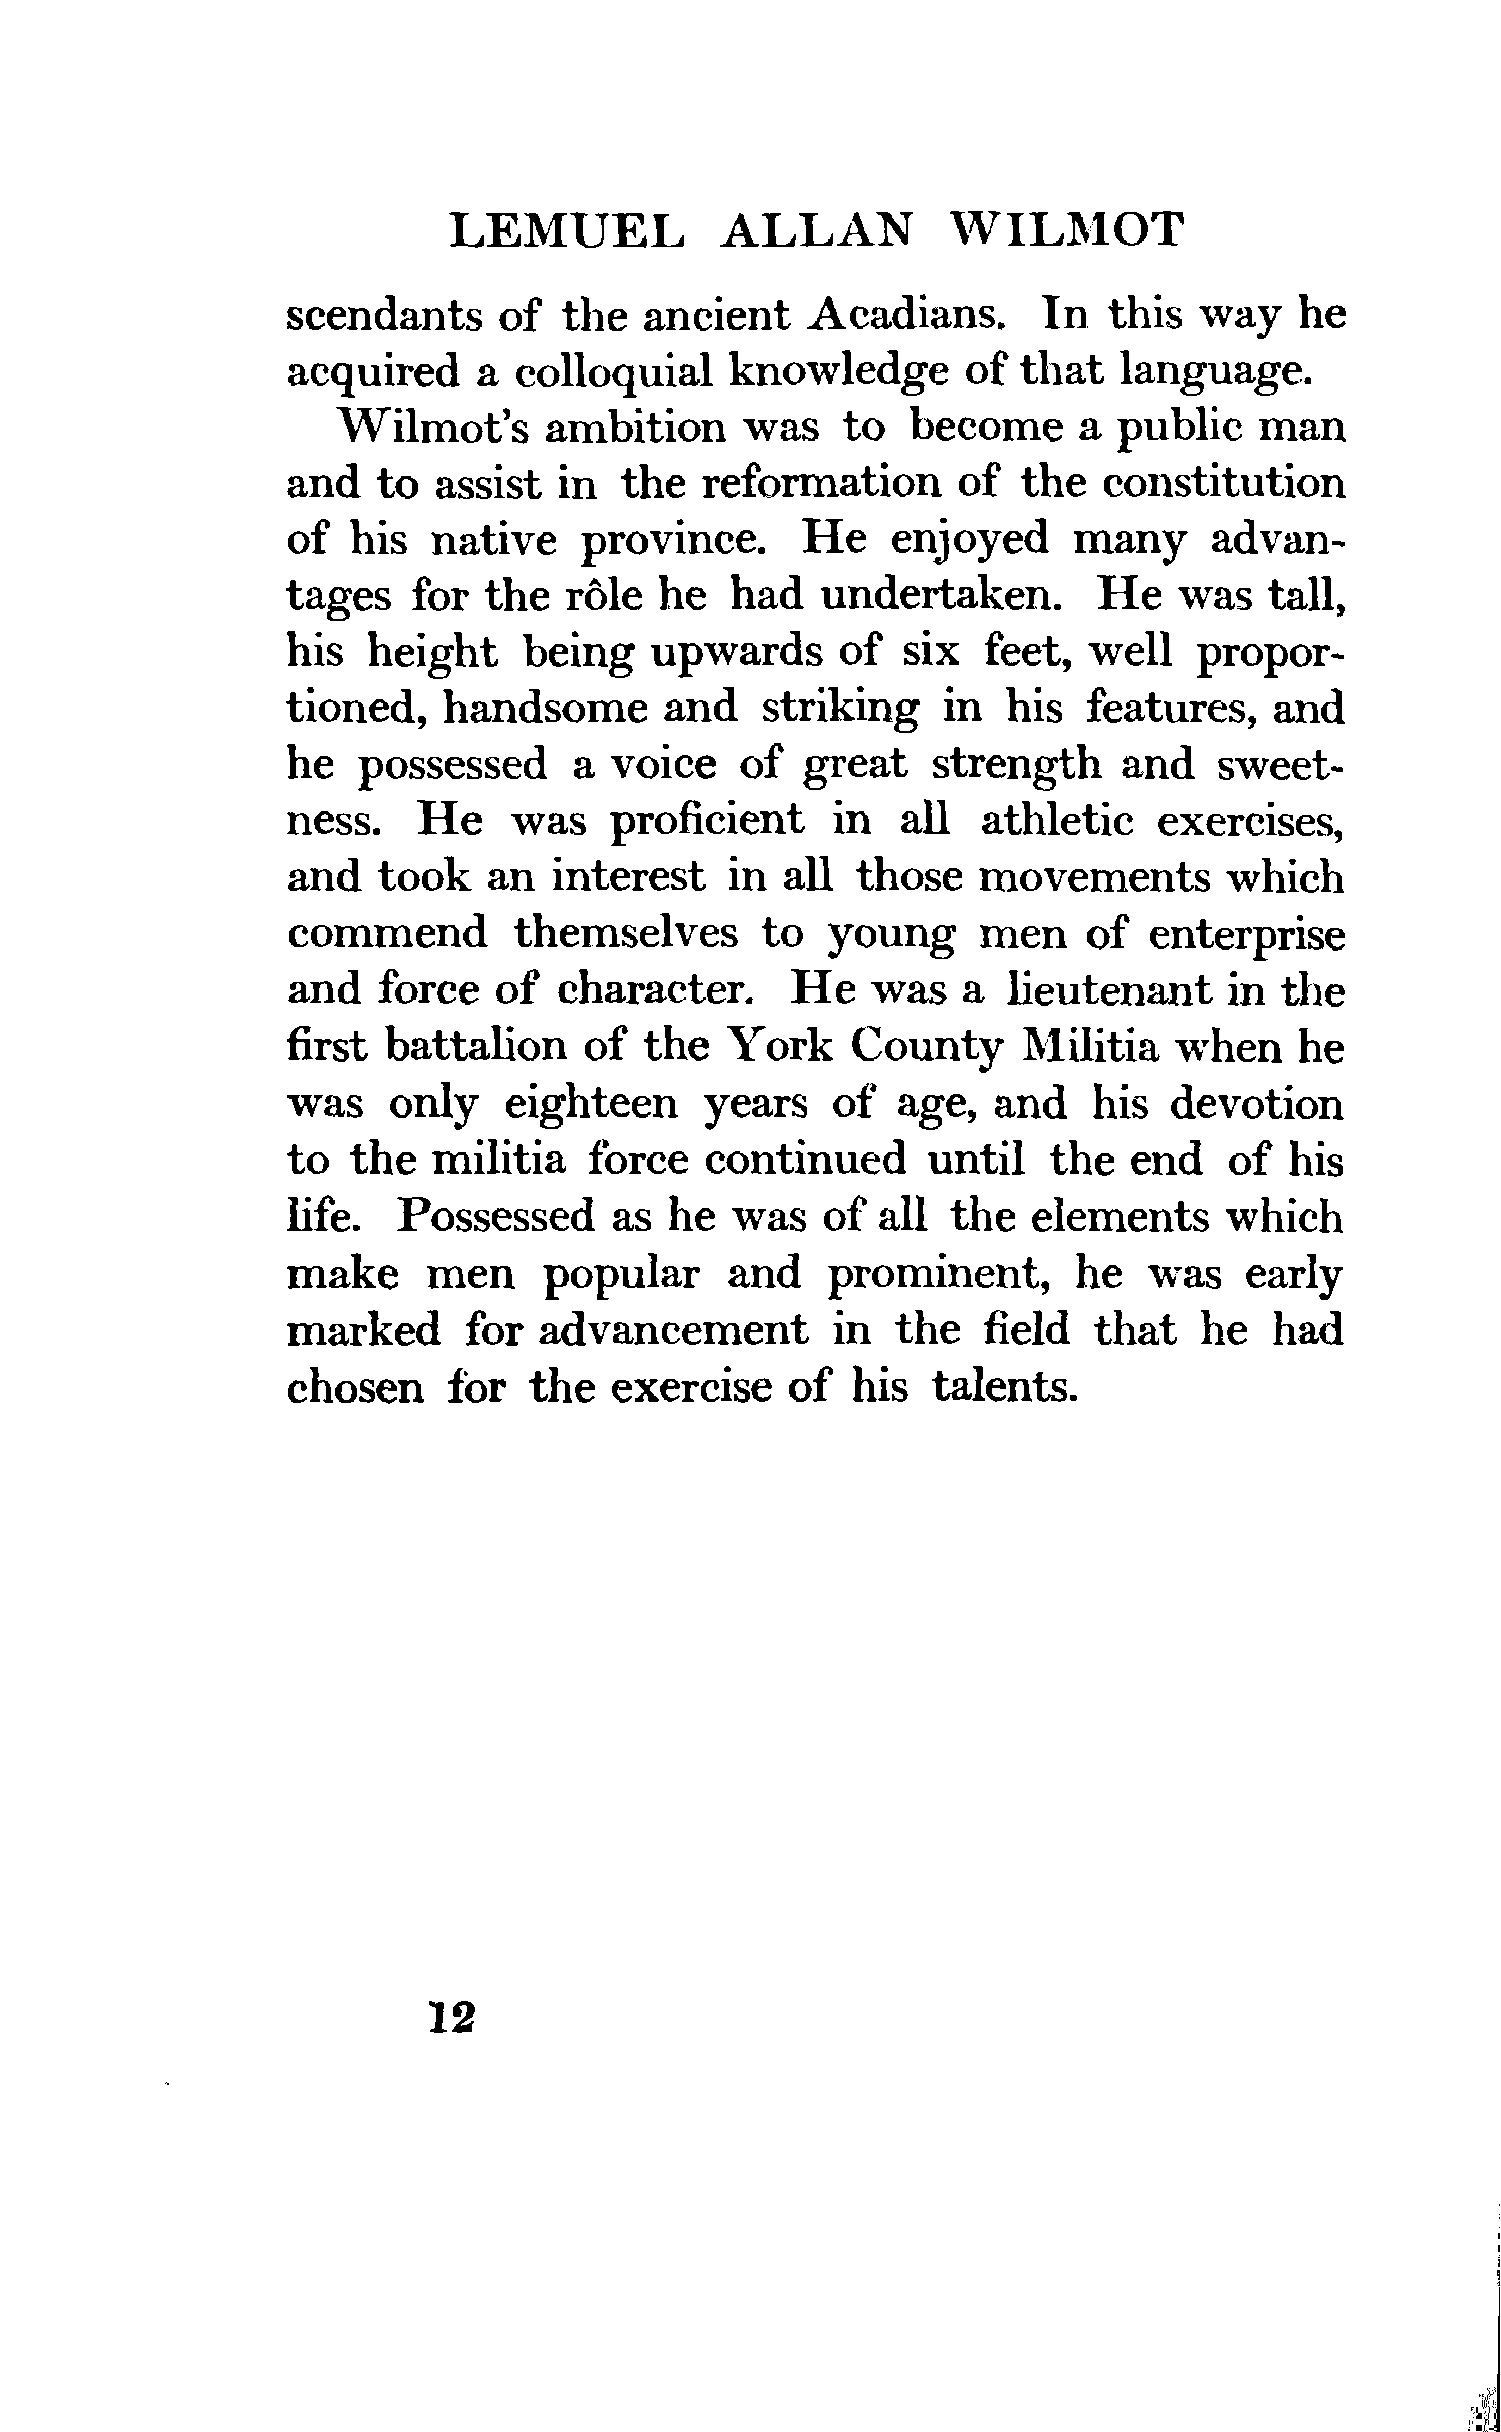 LEMUEL ALLAN WILMOT
scendants of the ancient Acadians. In this way he
acquired a colloquial knowledge of that language.
Wilmot's ambition was to become a public man
and to assist in the reformation of the constitution
of his native province. He enjoyed many advan-
tages for the rôle he had undertaken. He was tall,
his height being upwards of six feet, well propor-
tioned, handsome and striking in his features, and
he possessed a voice of great strength and sweet-
ness. He was proficient in all athletic exercises,
and took an interest in all those movements which
commend themselves to young men of enterprise
and force of character. He was a lieutenant in the
first battalion of the York County Militia when he
was only eighteen years of age, and his devotion
to the militia force continued until the end of his
life. Possessed as he was of all the elements which
make men popular and prominent, he was early
marked for advancement in the field that he had
chosen for the exercise of his talents.
12